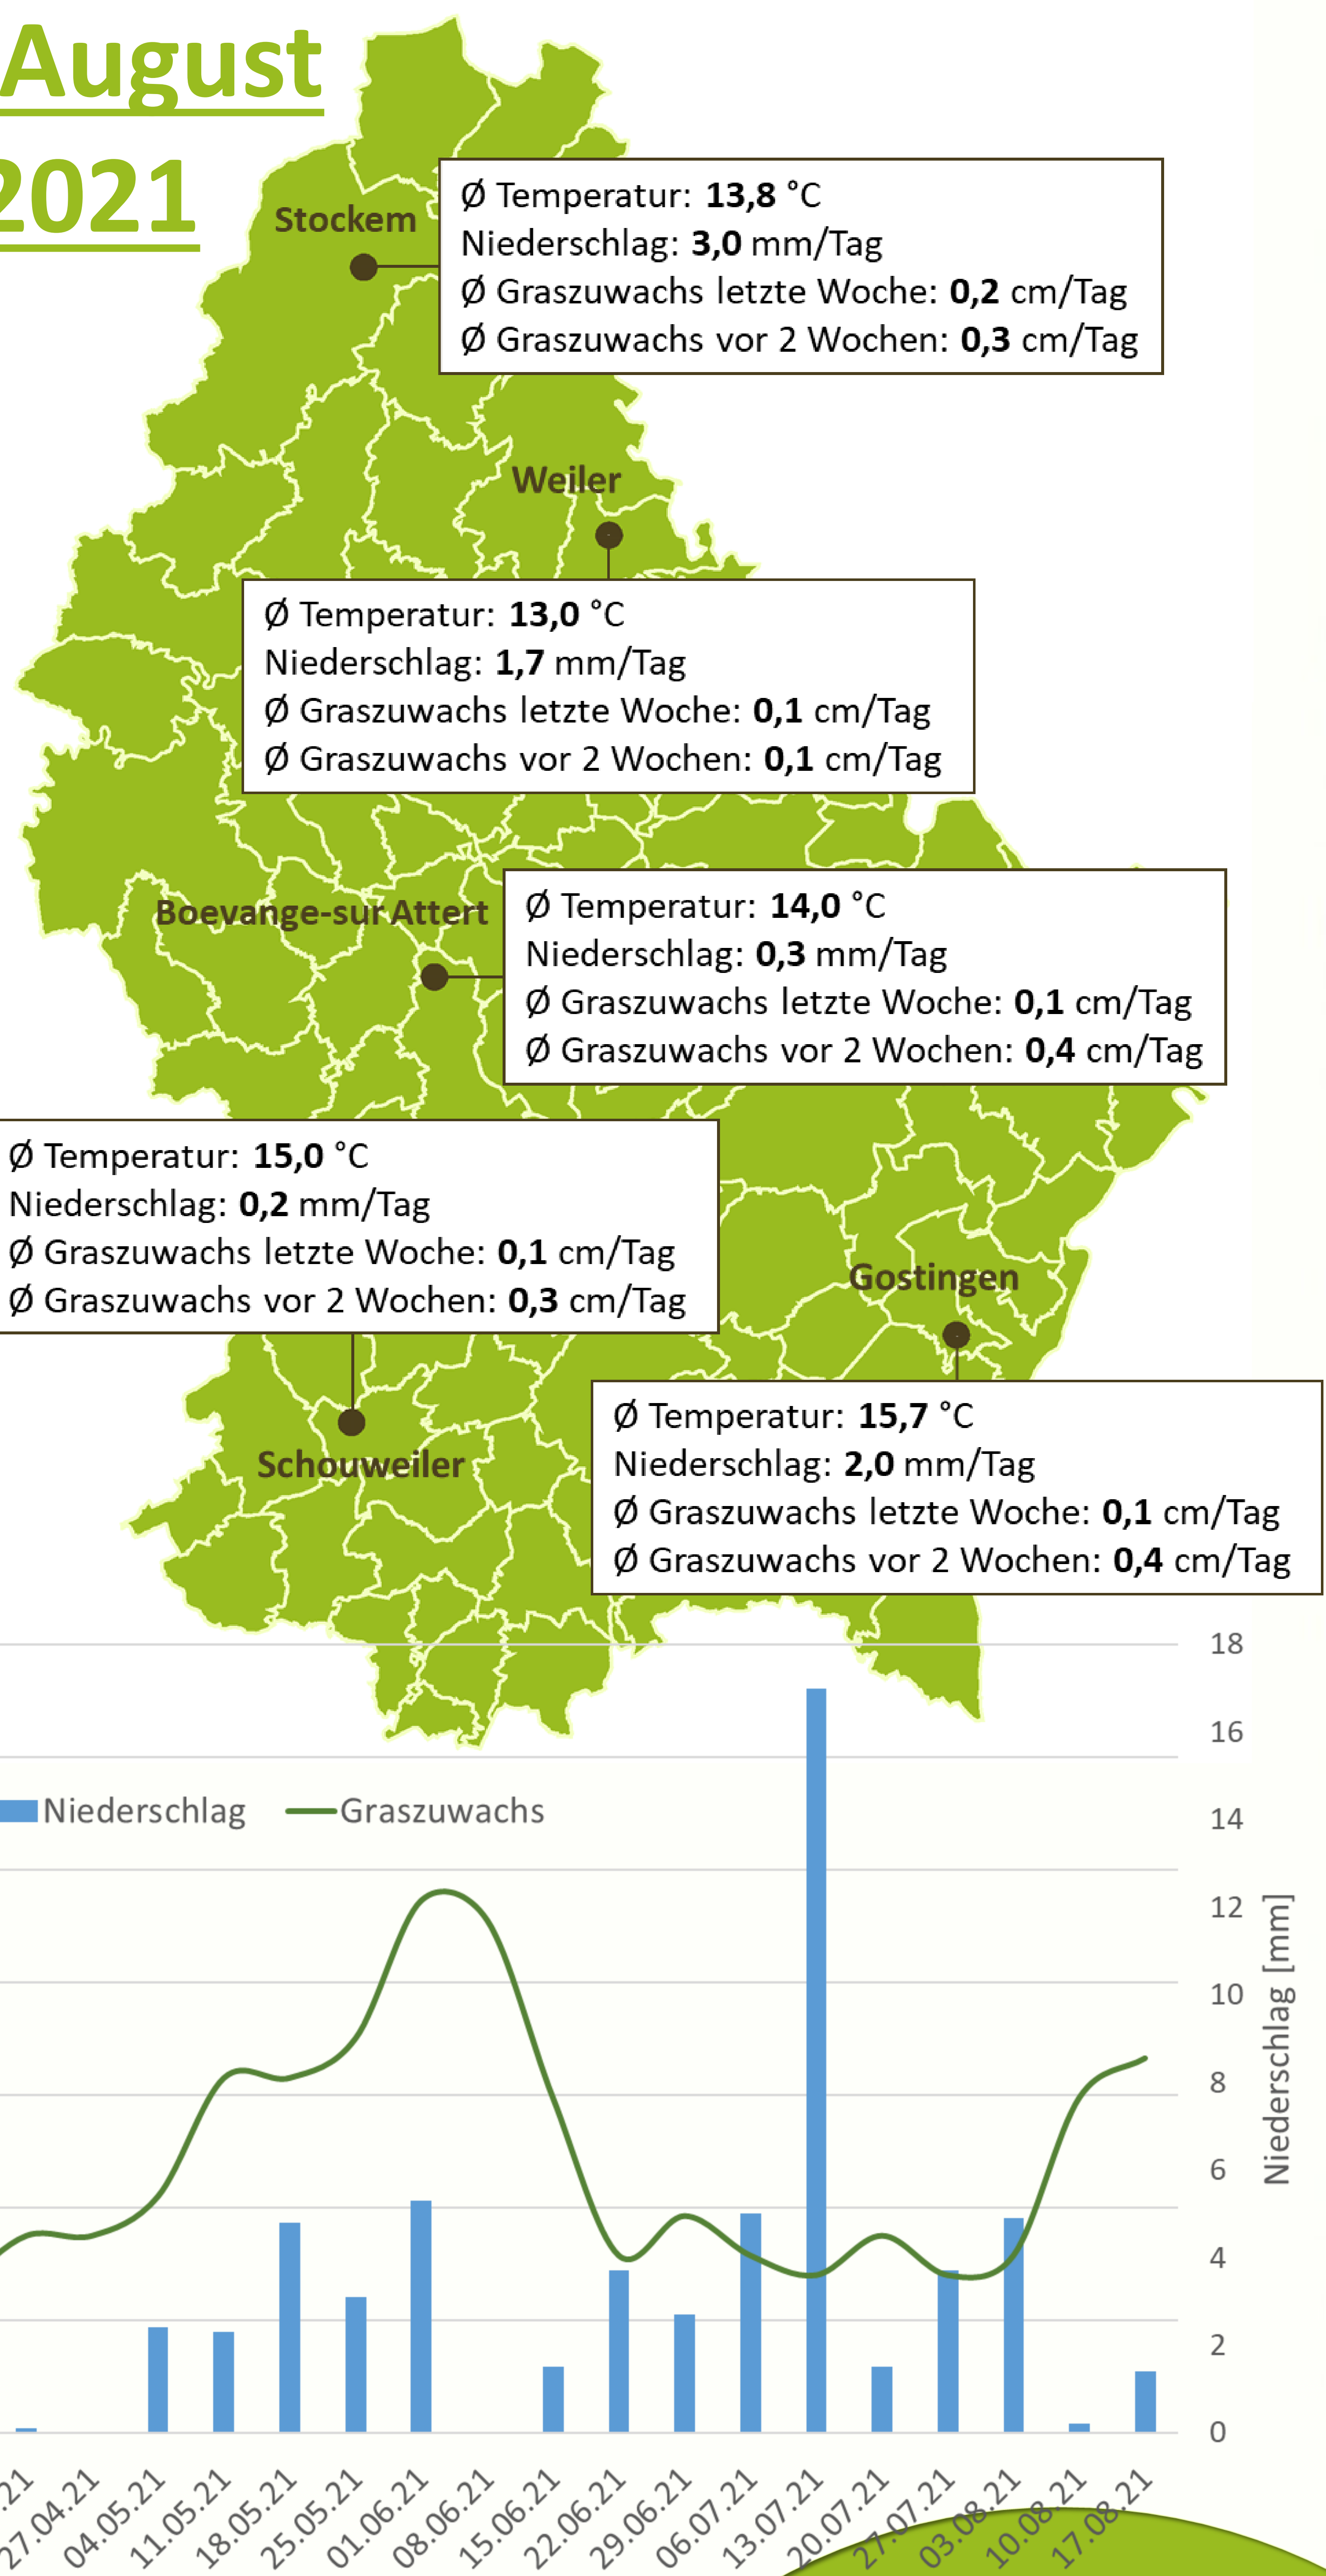 August
2021
Stockem
Ø Temperatur: 13,8 °C
Niederschlag: 3,0 mm/Tag
Ø Graszuwachs letzte Woche: 0,2 cm/Tag
Ø Graszuwachs vor 2 Wochen: 0,3 cm/Tag
Weiler
Ø Temperatur: 13,0 °C
Niederschlag: 1,7 mm/Tag
Ø Graszuwachs letzte Woche: 0,1 cm/Tag
Ø Graszuwachs vor 2 Wochen: 0,1 cm/Tag
Boevange-sur Attert
Ø Temperatur: 14,0 °C
Niederschlag: 0,3 mm/Tag
Ø Graszuwachs letzte Woche: 0,1 cm/Tag
Ø Graszuwachs vor 2 Wochen: 0,4 cm/Tag
Ø Temperatur: 15,0 °C
Niederschlag: 0,2 mm/Tag
Ø Graszuwachs letzte Woche: 0,1 cm/Tag
Ø Graszuwachs vor 2 Wochen: 0,3 cm/Tag
Schouweiler
Gostingen
Ø Temperatur: 15,7 °C
Niederschlag: 2,0 mm/Tag
Ø Graszuwachs letzte Woche: 0,1 cm/Tag
Ø Graszuwachs vor 2 Wochen: 0,4 cm/Tag
Niederschlag
Graszuwachs
18
16
14
12
10
8
6
4
2
0
Niederschlag [mm]
.21
27.04.21
04.05.21
11.05.21
18.05.21
25.05.21
01.06.21
08.06.21
15.06.21
22.06.21
29.06.21
06.07.21
13.07.21
20.07.21
27.07.21
03.08.21
10.08.21
17.08.21